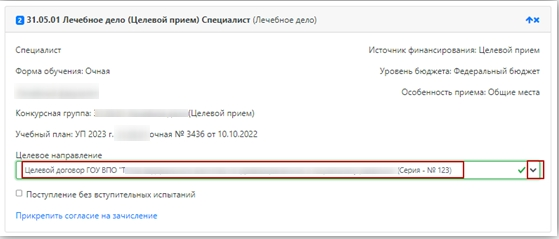 2 31.05.01 Лечебное дело (Целевой прием) Специалист (Лечебное дело)
Специалист
Источник финансирования: Целевой прием
Форма обучения: Очная
Уровень бюджета: Федеральный бюджет
Особенность приема: Общие места
Конкурсная группа: (Целевой прием)
Учебный план: УП 2023 г. очная № 3436 от 10.10.2022
Целевое направление
Целевой договор ГОУ ВПО "Т (Серия - № 123)
Поступление без вступительных испытаний
Прикрепить согласие на зачисление